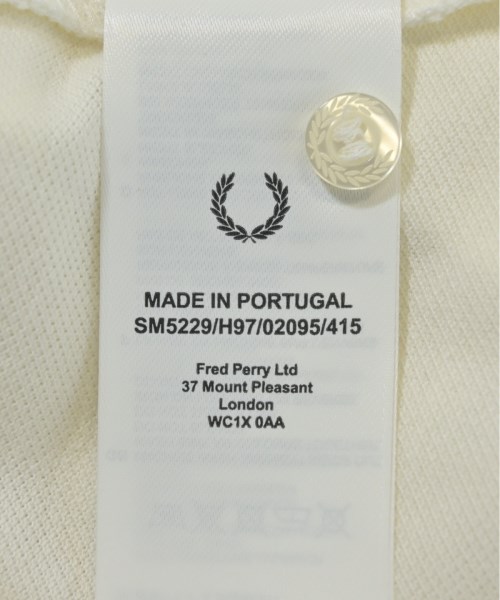 MADE IN PORTUGAL
SM5229/H97/02095/415
Fred Perry Ltd
37 Mount Pleasant
London
WC1X 0AA